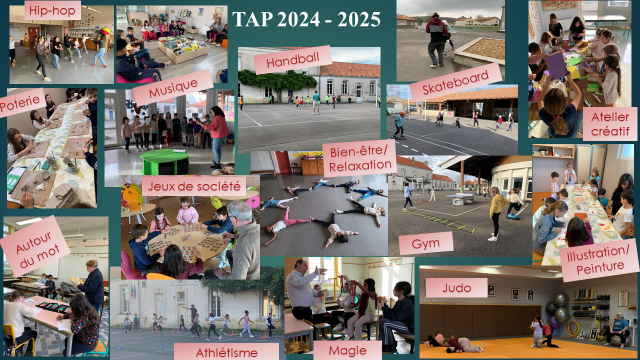 TAP 2024 - 2025
Hip-hop
Musique
Handball
Skateboard
Atelier
créatif
Poterie
Jeux de société
Bien-être/
Relaxation
Gym
Illustration/
Peinture
Autour
du mot
Athlétisme
Magie
Judo